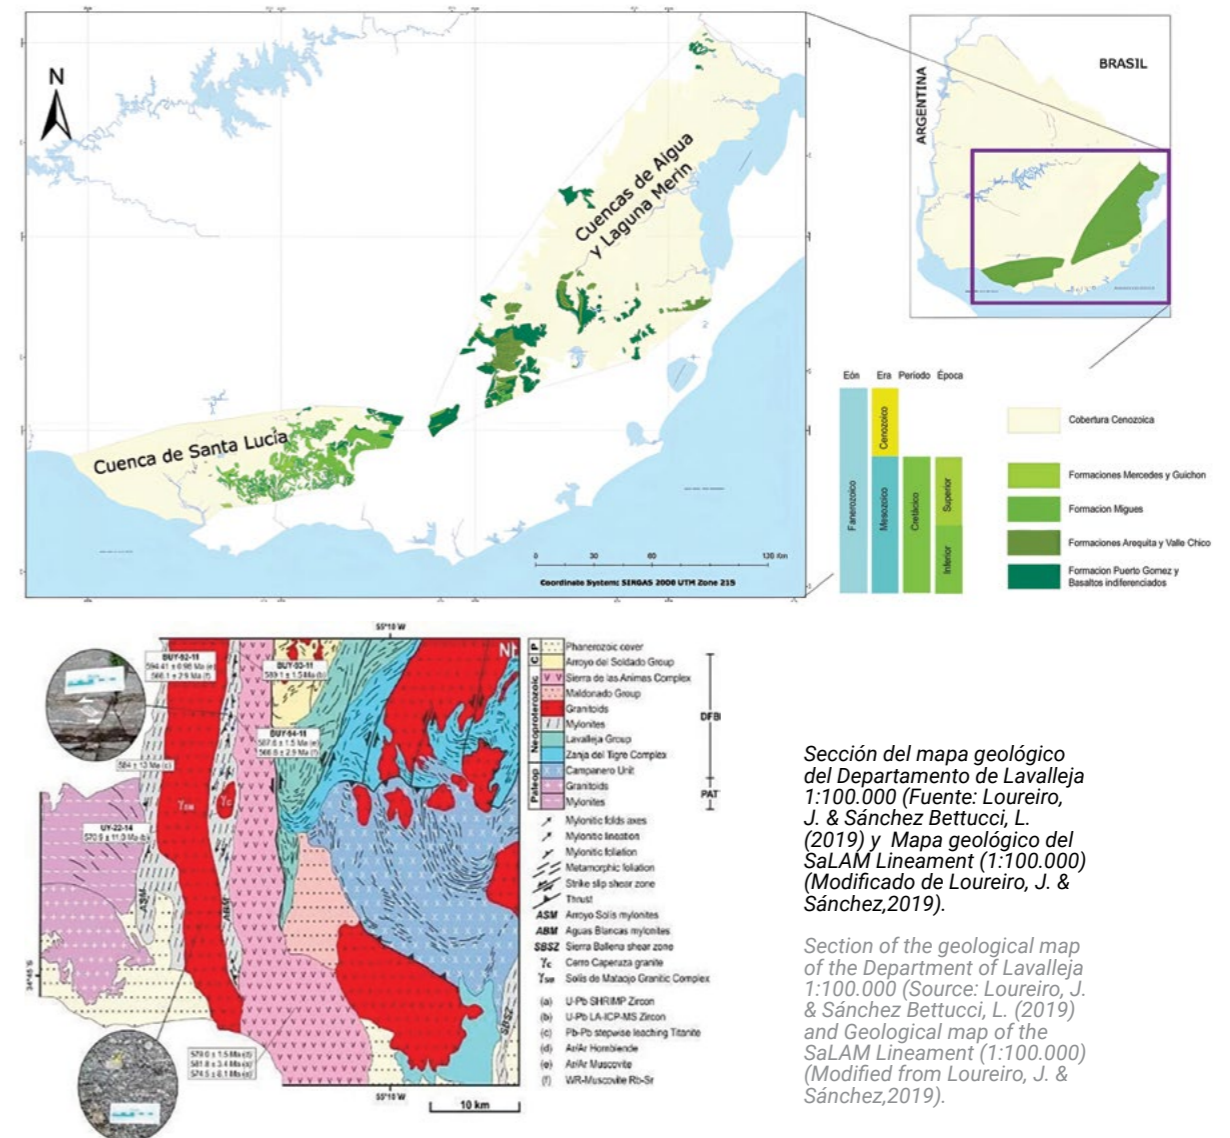 N
Cuencas de Aigua
y Laguna Merin
Cuenca de Santa Lucia
0 30 60 120 Km
Coordinate System: SIRGAS 2000 UTM Zone 21S
BRASIL
ARGENTINA
Eón Era Período Época
Fanerozoico
Cenozoico
Mesozoico
Cretácico
Superior
Inferior
Cobertura Cenozoica
Formaciones Mercedes y Guichon
Formacion Migues
Formaciones Arequita y Valle Chico
Formacion Puerto Gomez y
Basaltos indiferenciados
55°10'W
BUY-92-11
BUY-93-11
584 ± 13 Ma (c)
UY-22-14
ASM
ABM
SBSZ
55°10'W
10 km
Phanerozoic cover
Arroyo del Soldado Group
Sierra de las Animas Complex
Maldonado Group
Granitoids
Mylonites
Lavalleja Group
Zanja del Tigre Complex
Campanero Unit
Granitoids
Mylonites
P
C
Neoproterozoic
Paleop
DFB
PAT
Mylonitic folds axes
Mylonitic lineation
Mylonitic foliation
Metamorphic foliation
Strike slip shear zone
Thrust
ASM Arroyo Solís mylonites
ABM Aguas Blancas mylonites
SBSZ Sierra Ballena shear zone
γc Cerro Caperuza granite
γSM Solís de Mataojo Granitic Complex
(a) U-Pb SHRIMP Zircon
(b) U-Pb LA-ICP-MS Zircon
(c) Pb-Pb stepwise leaching Titanite
(d) Ar/Ar Hornblende
(e) Ar/Ar Muscovite
(f) WR-Muscovite Rb-Sr
Sección del mapa geológico
del Departamento de Lavalleja
1:100.000 (Fuente: Loureiro,
J. & Sánchez Bettucci, L.
(2019) y Mapa geológico del
SaLAM Lineament (1:100.000)
(Modificado de Loureiro, J. &
Sánchez,2019).
Section of the geological map
of the Department of Lavalleja
1:100.000 (Source: Loureiro, J.
& Sánchez Bettucci, L. (2019)
and Geological map of the
SaLAM Lineament (1:100.000)
(Modified from Loureiro, J. &
Sánchez,2019).